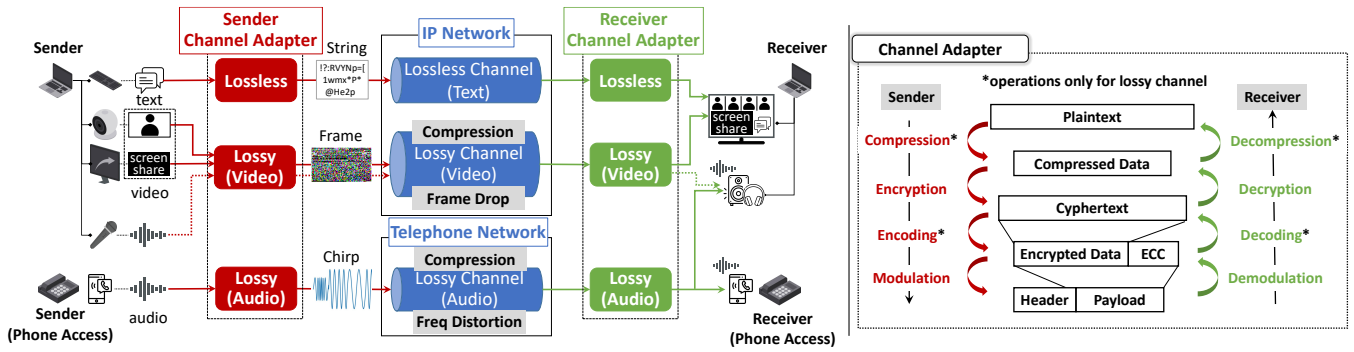 Sender
Channel Adapter
Receiver
Channel Adapter
Sender
String
IP Network
Receiver
text
Lossless
!?:RVYNp=[
1wmx*P*
@He2p
Lossless Channel
(Text)
Lossless
screen
share
Frame
Compression
screen
share
video
Lossy
(Video)
Lossy Channel
(Video)
Lossy
(Video)
Frame Drop
Telephone Network
Chirp
Compression
audio
Lossy
(Audio)
Lossy Channel
(Audio)
Lossy
(Audio)
Freq Distortion
Sender
(Phone Access)
Receiver
(Phone Access)
Channel Adapter
*operations only for lossy channel
Sender
Receiver
Plaintext
Compression*
Decompression*
Compressed Data
Encryption
Decryption
Cyphertext
Encoding*
Decoding*
Encrypted Data
ECC
Modulation
Demodulation
Header
Payload